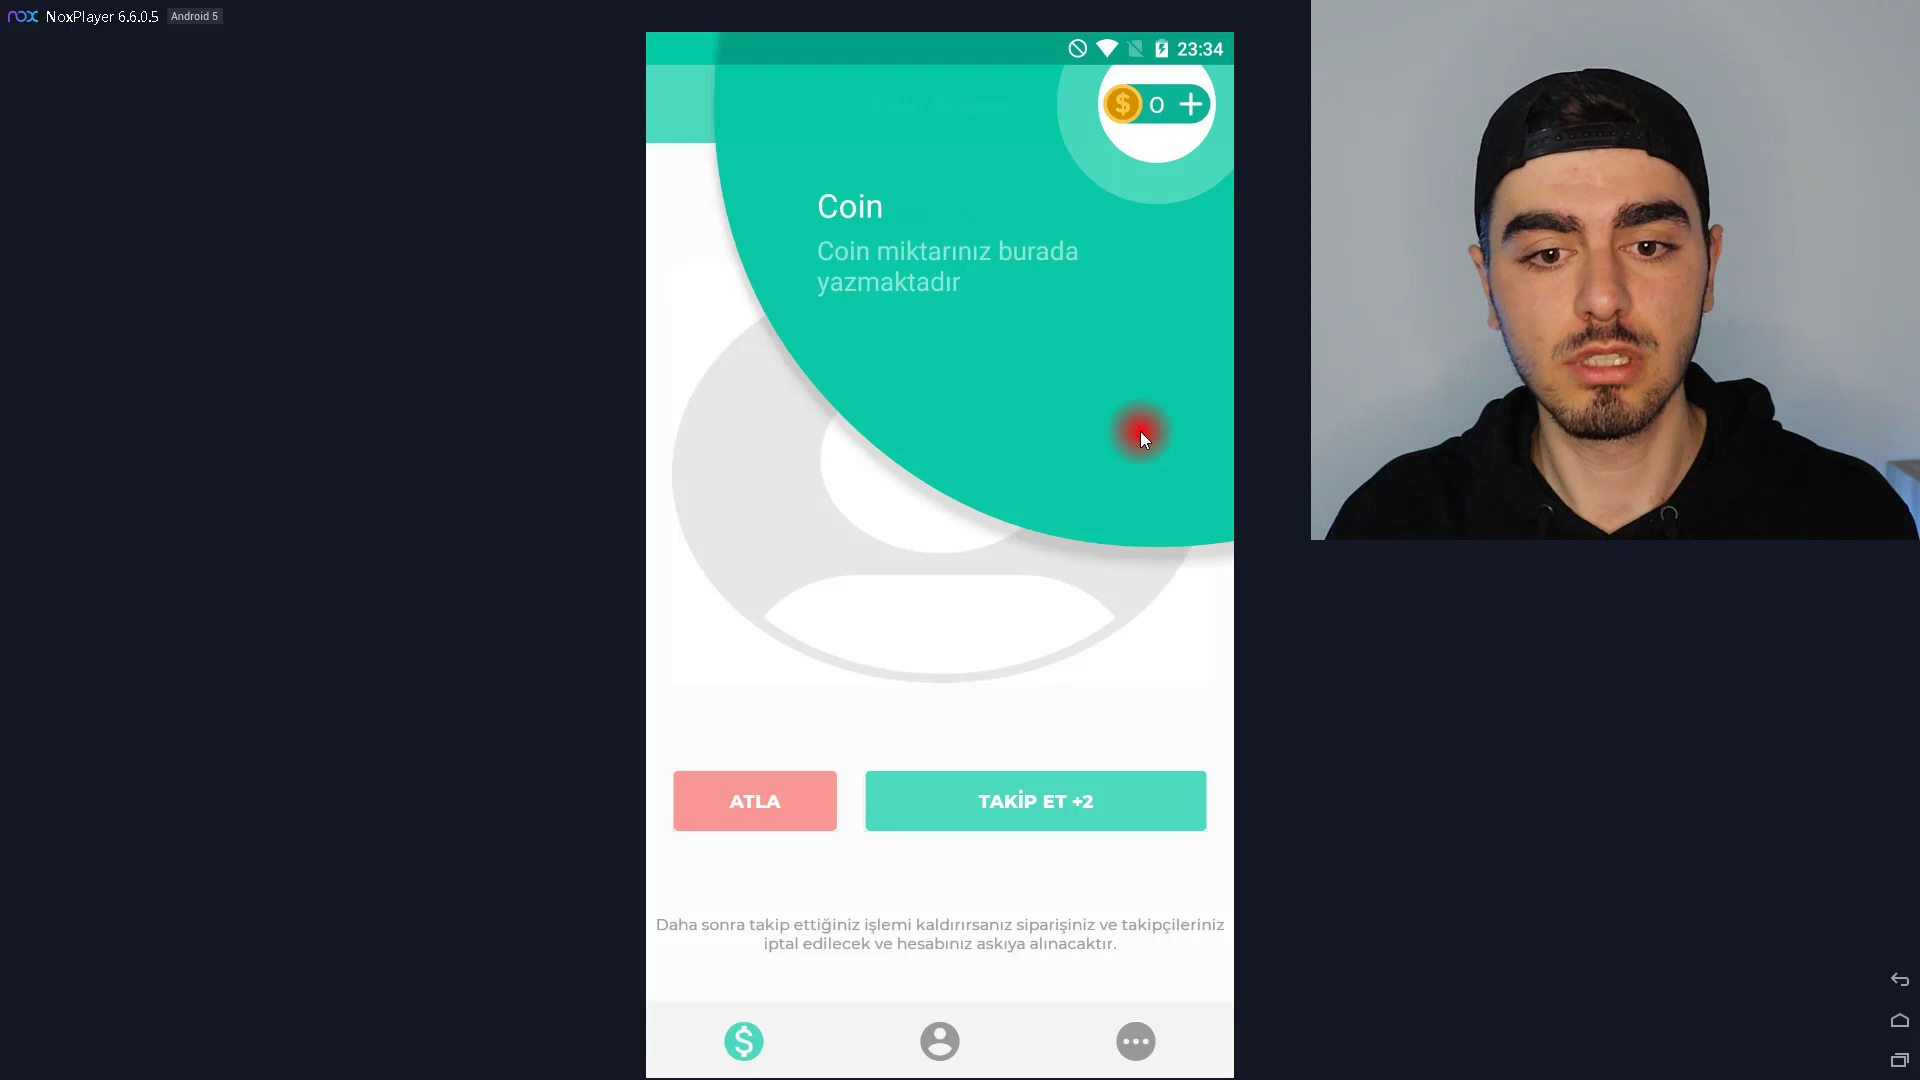 nox NoxPlayer 6.6.0.5 Android 5
23:34
$ 0 +
Coin
Coin miktarınız burada
yazmaktadır
ATLA
TAKİP ET +2
Daha sonra takip ettiğiniz işlemi kaldırırsanız siparişiniz ve takipçileriniz
iptal edilecek ve hesabınız askıya alınacaktır.
$